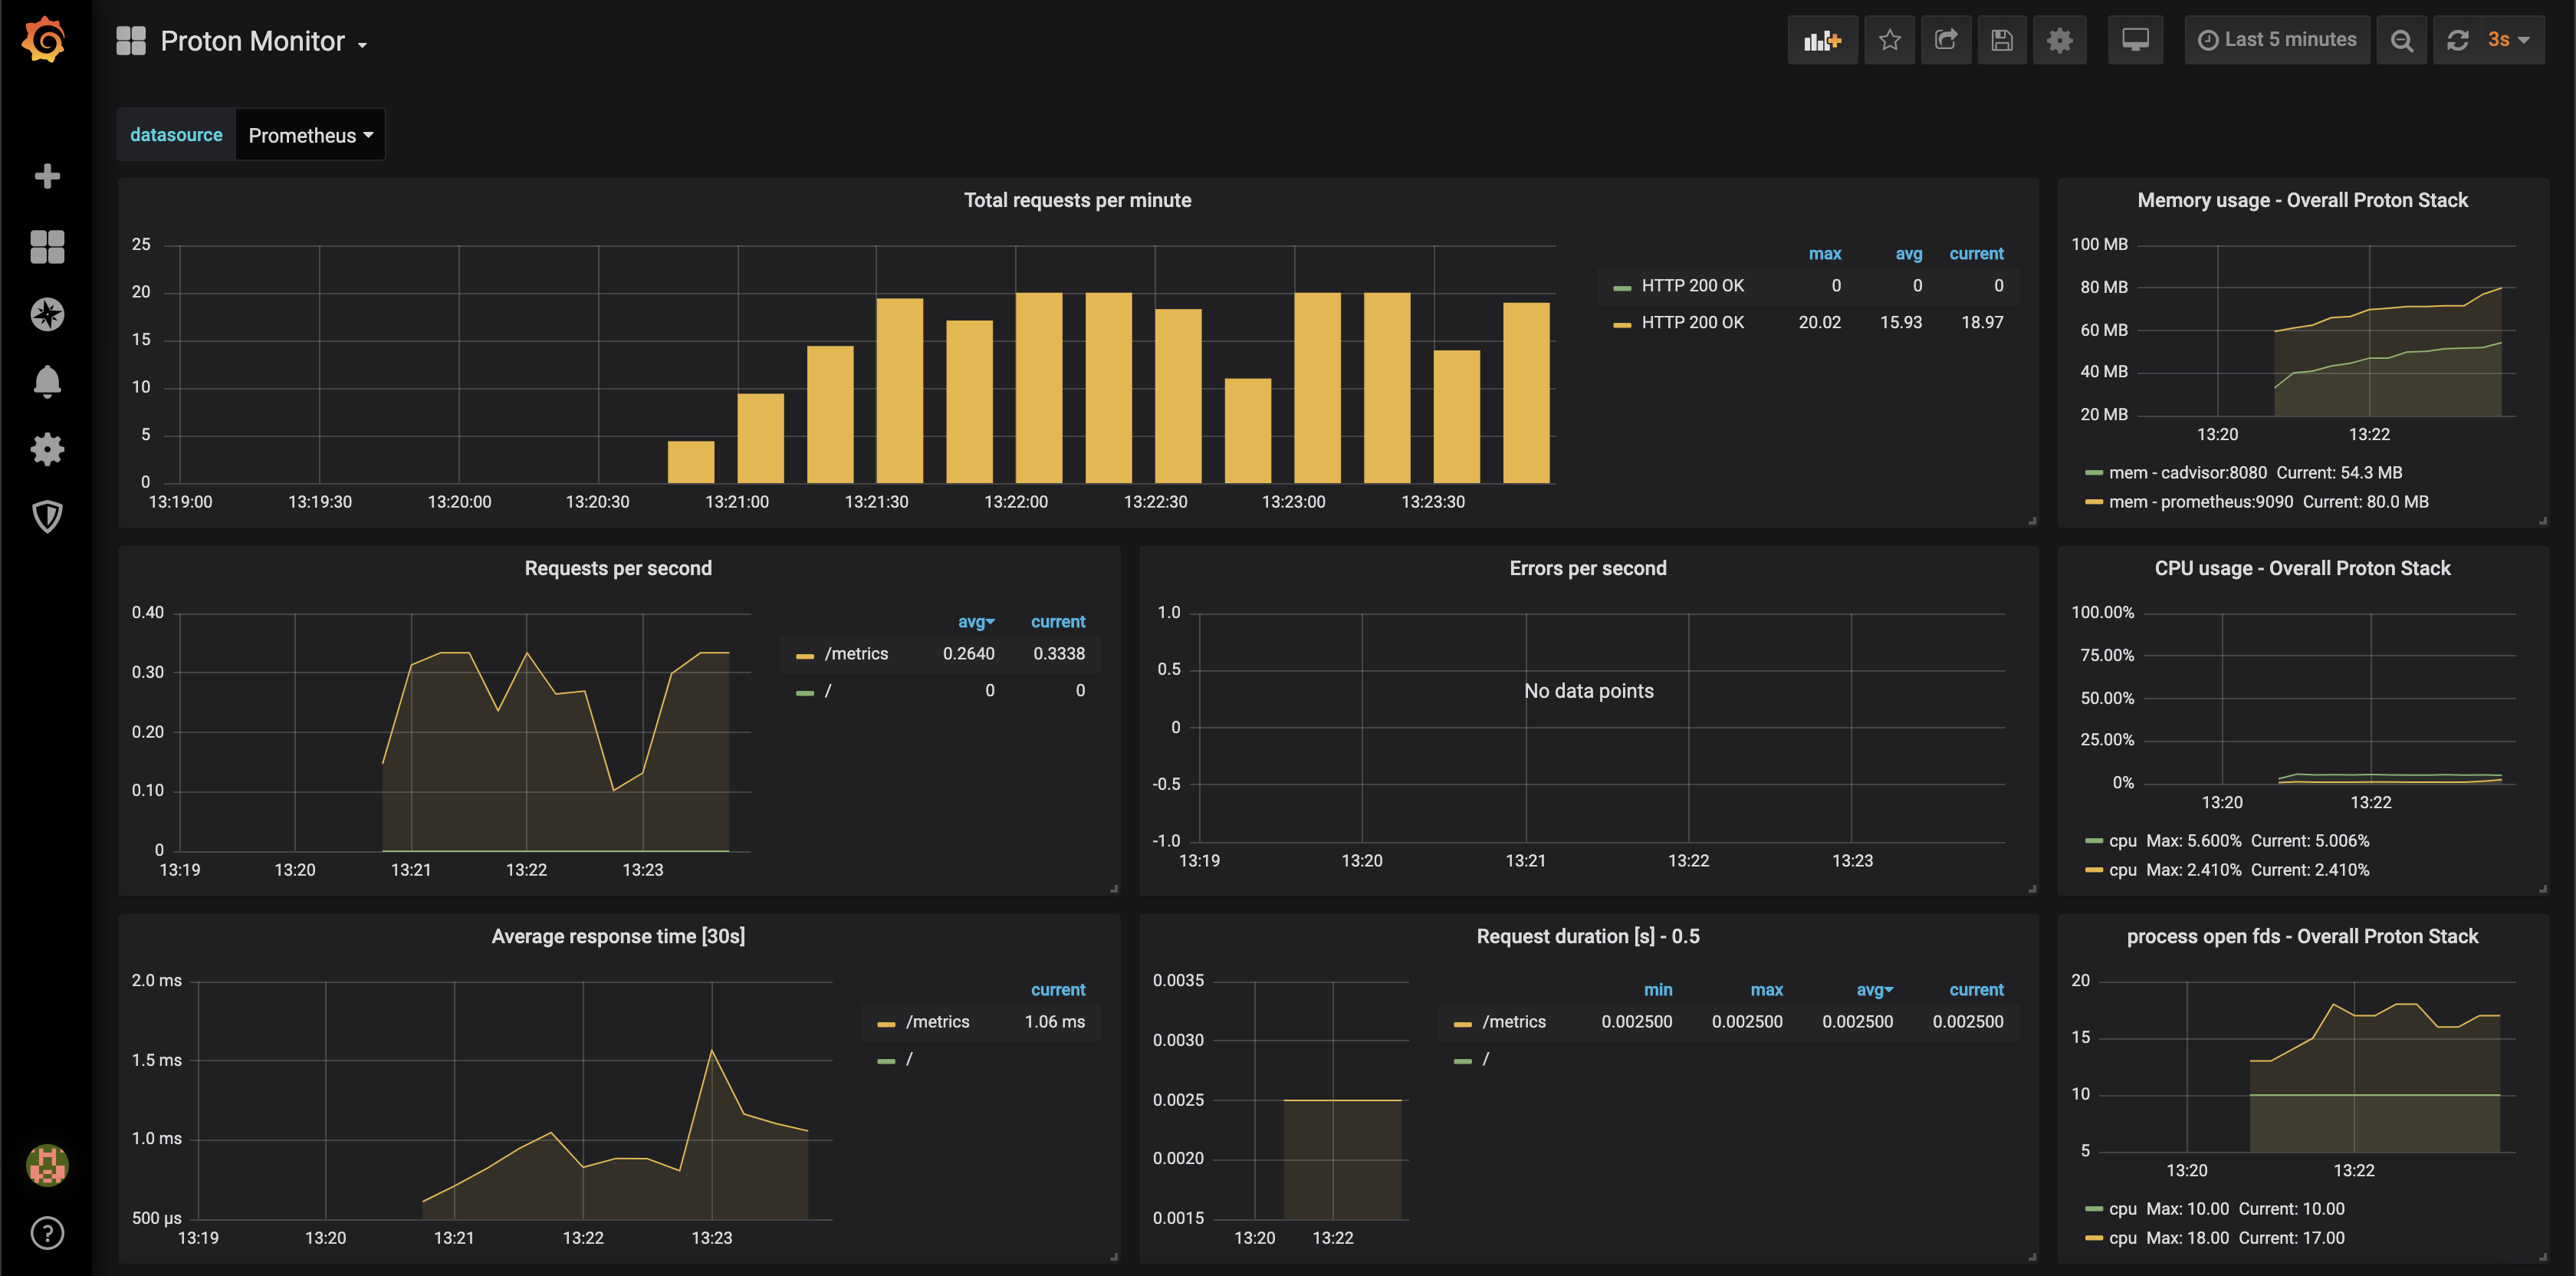 Proton Monitor
Last 5 minutes
3s
datasource
Prometheus
Total requests per minute
25
20
15
10
5
0
13:19:00 13:19:30 13:20:00 13:20:30 13:21:00 13:21:30 13:22:00 13:22:30 13:23:00 13:23:30
max avg current
HTTP 200 OK 0 0 0
HTTP 200 OK 20.02 15.93 18.97
Memory usage - Overall Proton Stack
100 MB
80 MB
60 MB
40 MB
20 MB
13:20 13:22
mem - cadvisor:8080 Current: 54.3 MB
mem - prometheus:9090 Current: 80.0 MB
Requests per second
0.40
0.30
0.20
0.10
0
13:19 13:20 13:21 13:22 13:23
avg current
/metrics 0.2640 0.3338
/ 0 0
Errors per second
1.0
0.5
0
-0.5
-1.0
No data points
13:19 13:20 13:21 13:22 13:23
CPU usage - Overall Proton Stack
100.00%
75.00%
50.00%
25.00%
0%
13:20 13:22
cpu Max: 5.600% Current: 5.006%
cpu Max: 2.410% Current: 2.410%
Average response time [30s]
2.0 ms
1.5 ms
1.0 ms
500 µs
13:19 13:20 13:21 13:22 13:23
current
/metrics 1.06 ms
/
Request duration [s] - 0.5
0.0035
0.0030
0.0025
0.0020
0.0015
13:20 13:22
min max avg current
/metrics 0.002500 0.002500 0.002500 0.002500
/
process open fds - Overall Proton Stack
20
15
10
5
13:20 13:22
cpu Max: 10.00 Current: 10.00
cpu Max: 18.00 Current: 17.00
?